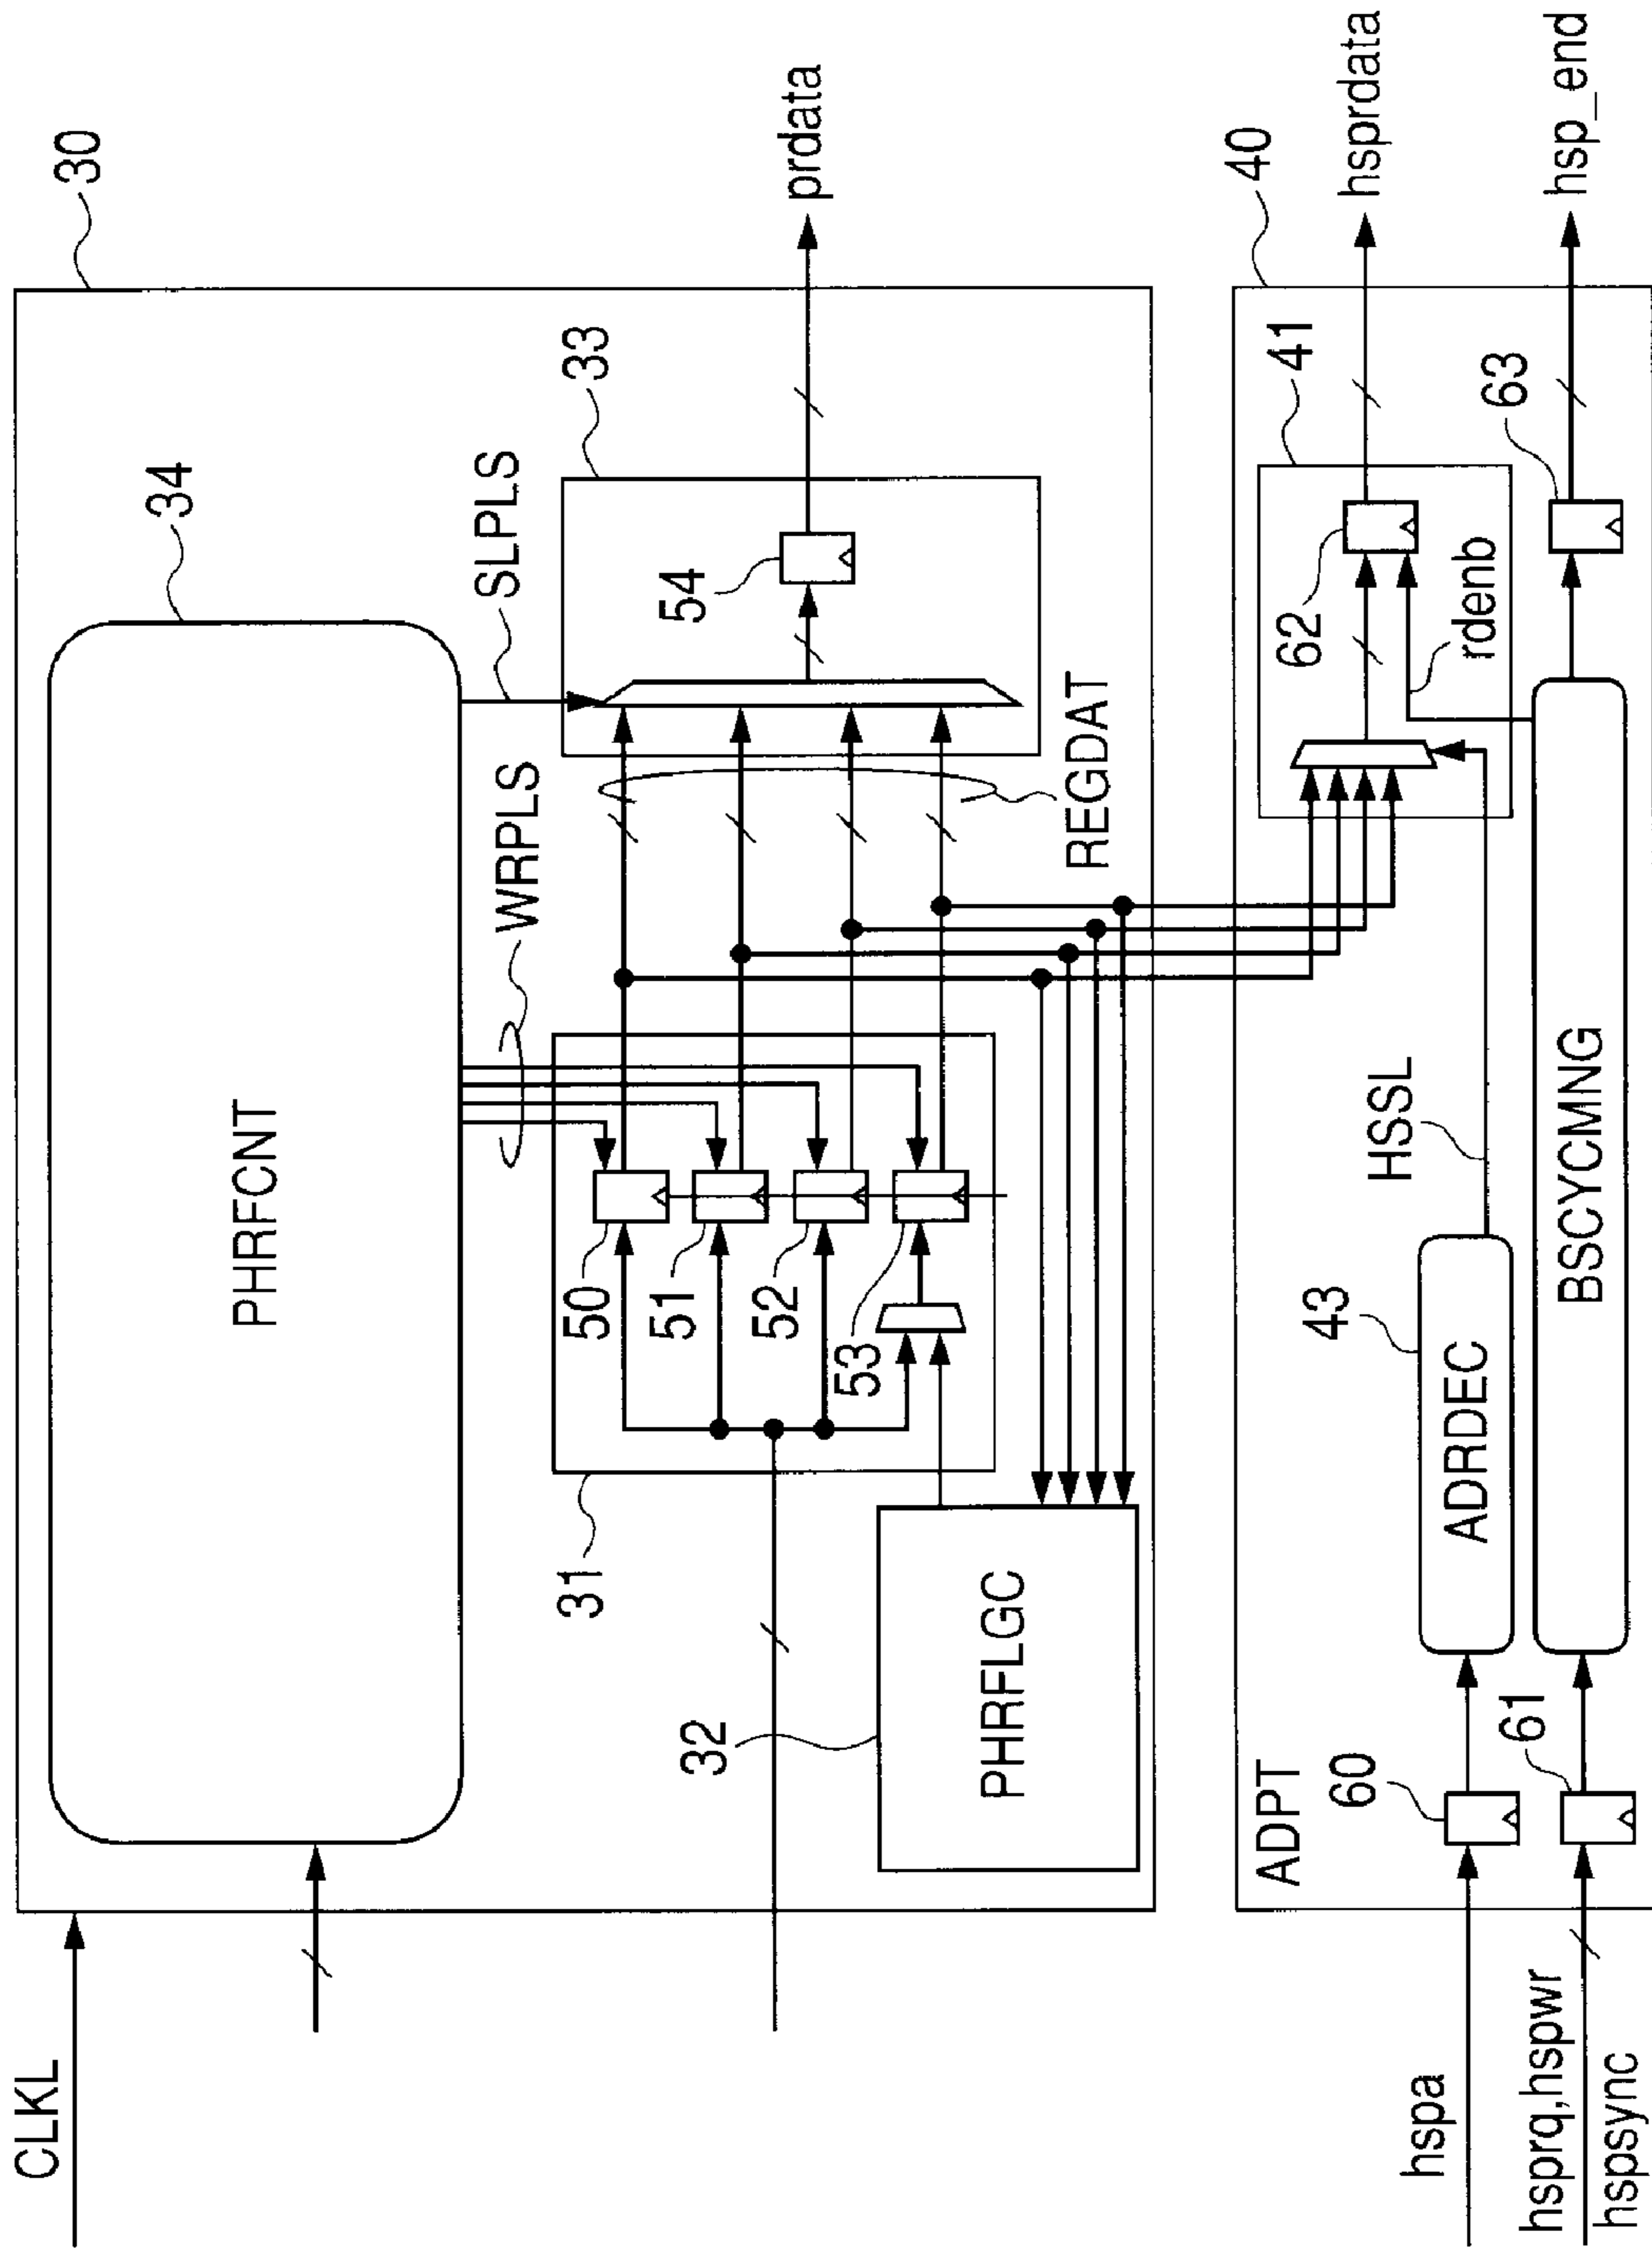 CLKL
30
34
PHRFCNT
WRPLS
SLPLS
33
54
prdata
31
50
51
52
53
REGDAT
32
PHRFLGC
40
ADPT
hspa
60
43
ADRDEC
HSSL
41
62
rdenb
hsprdata
hsprq,hspwr
hspsync
61
BSCYCMNG
63
hsp_end